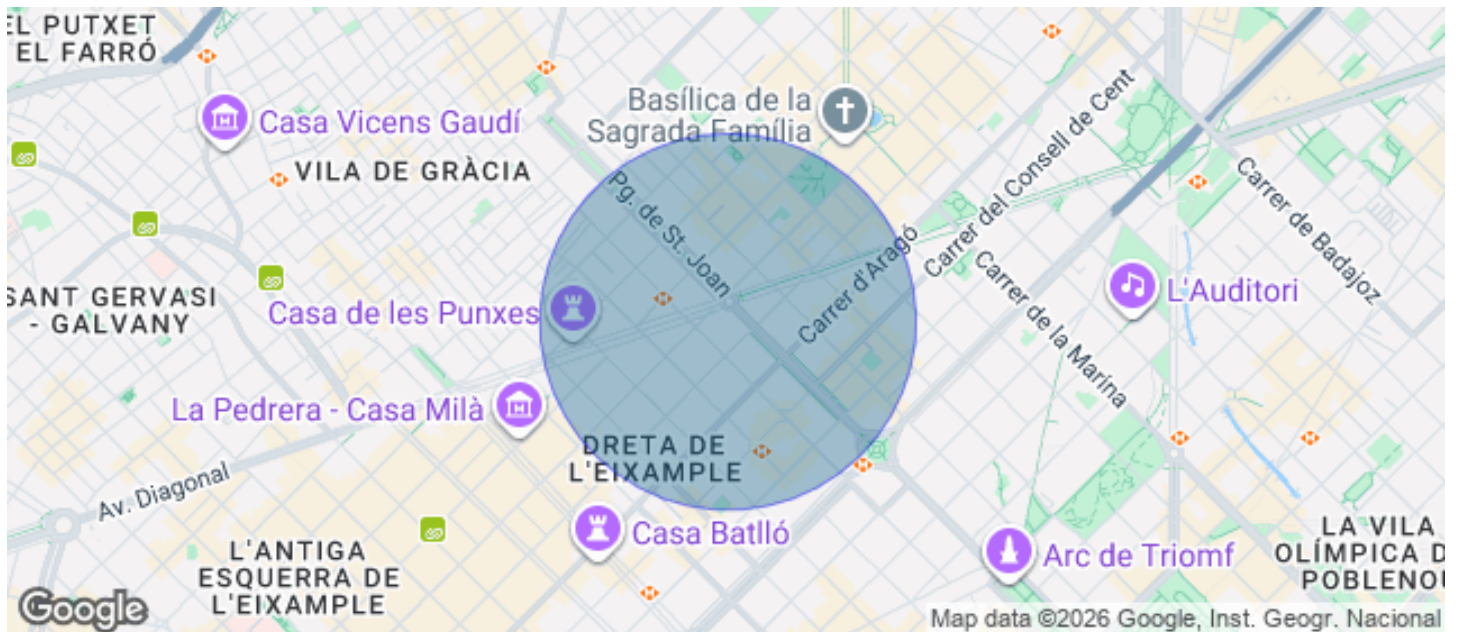 EL PUTXET
EL FARRÓ
Casa Vicens Gaudí
VILA DE GRÀCIA
Basílica de la
Sagrada Família
Pg. de St. Joan
Carrer del Consell de Cent
Carrer de Badajoz
SANT GERVASI
- GALVANY
Casa de les Punxes
Carrer d'Aragó
Carrer de la Marina
L'Auditori
La Pedrera - Casa Milà
DRETA DE
L'EIXAMPLE
Av. Diagonal
Casa Batlló
L'ANTIGA
ESQUERRA DE
L'EIXAMPLE
Arc de Triomf
LA VILA
OLÍMPICA D
POBLENOU
Google
Map data ©2026 Google, Inst. Geogr. Nacional